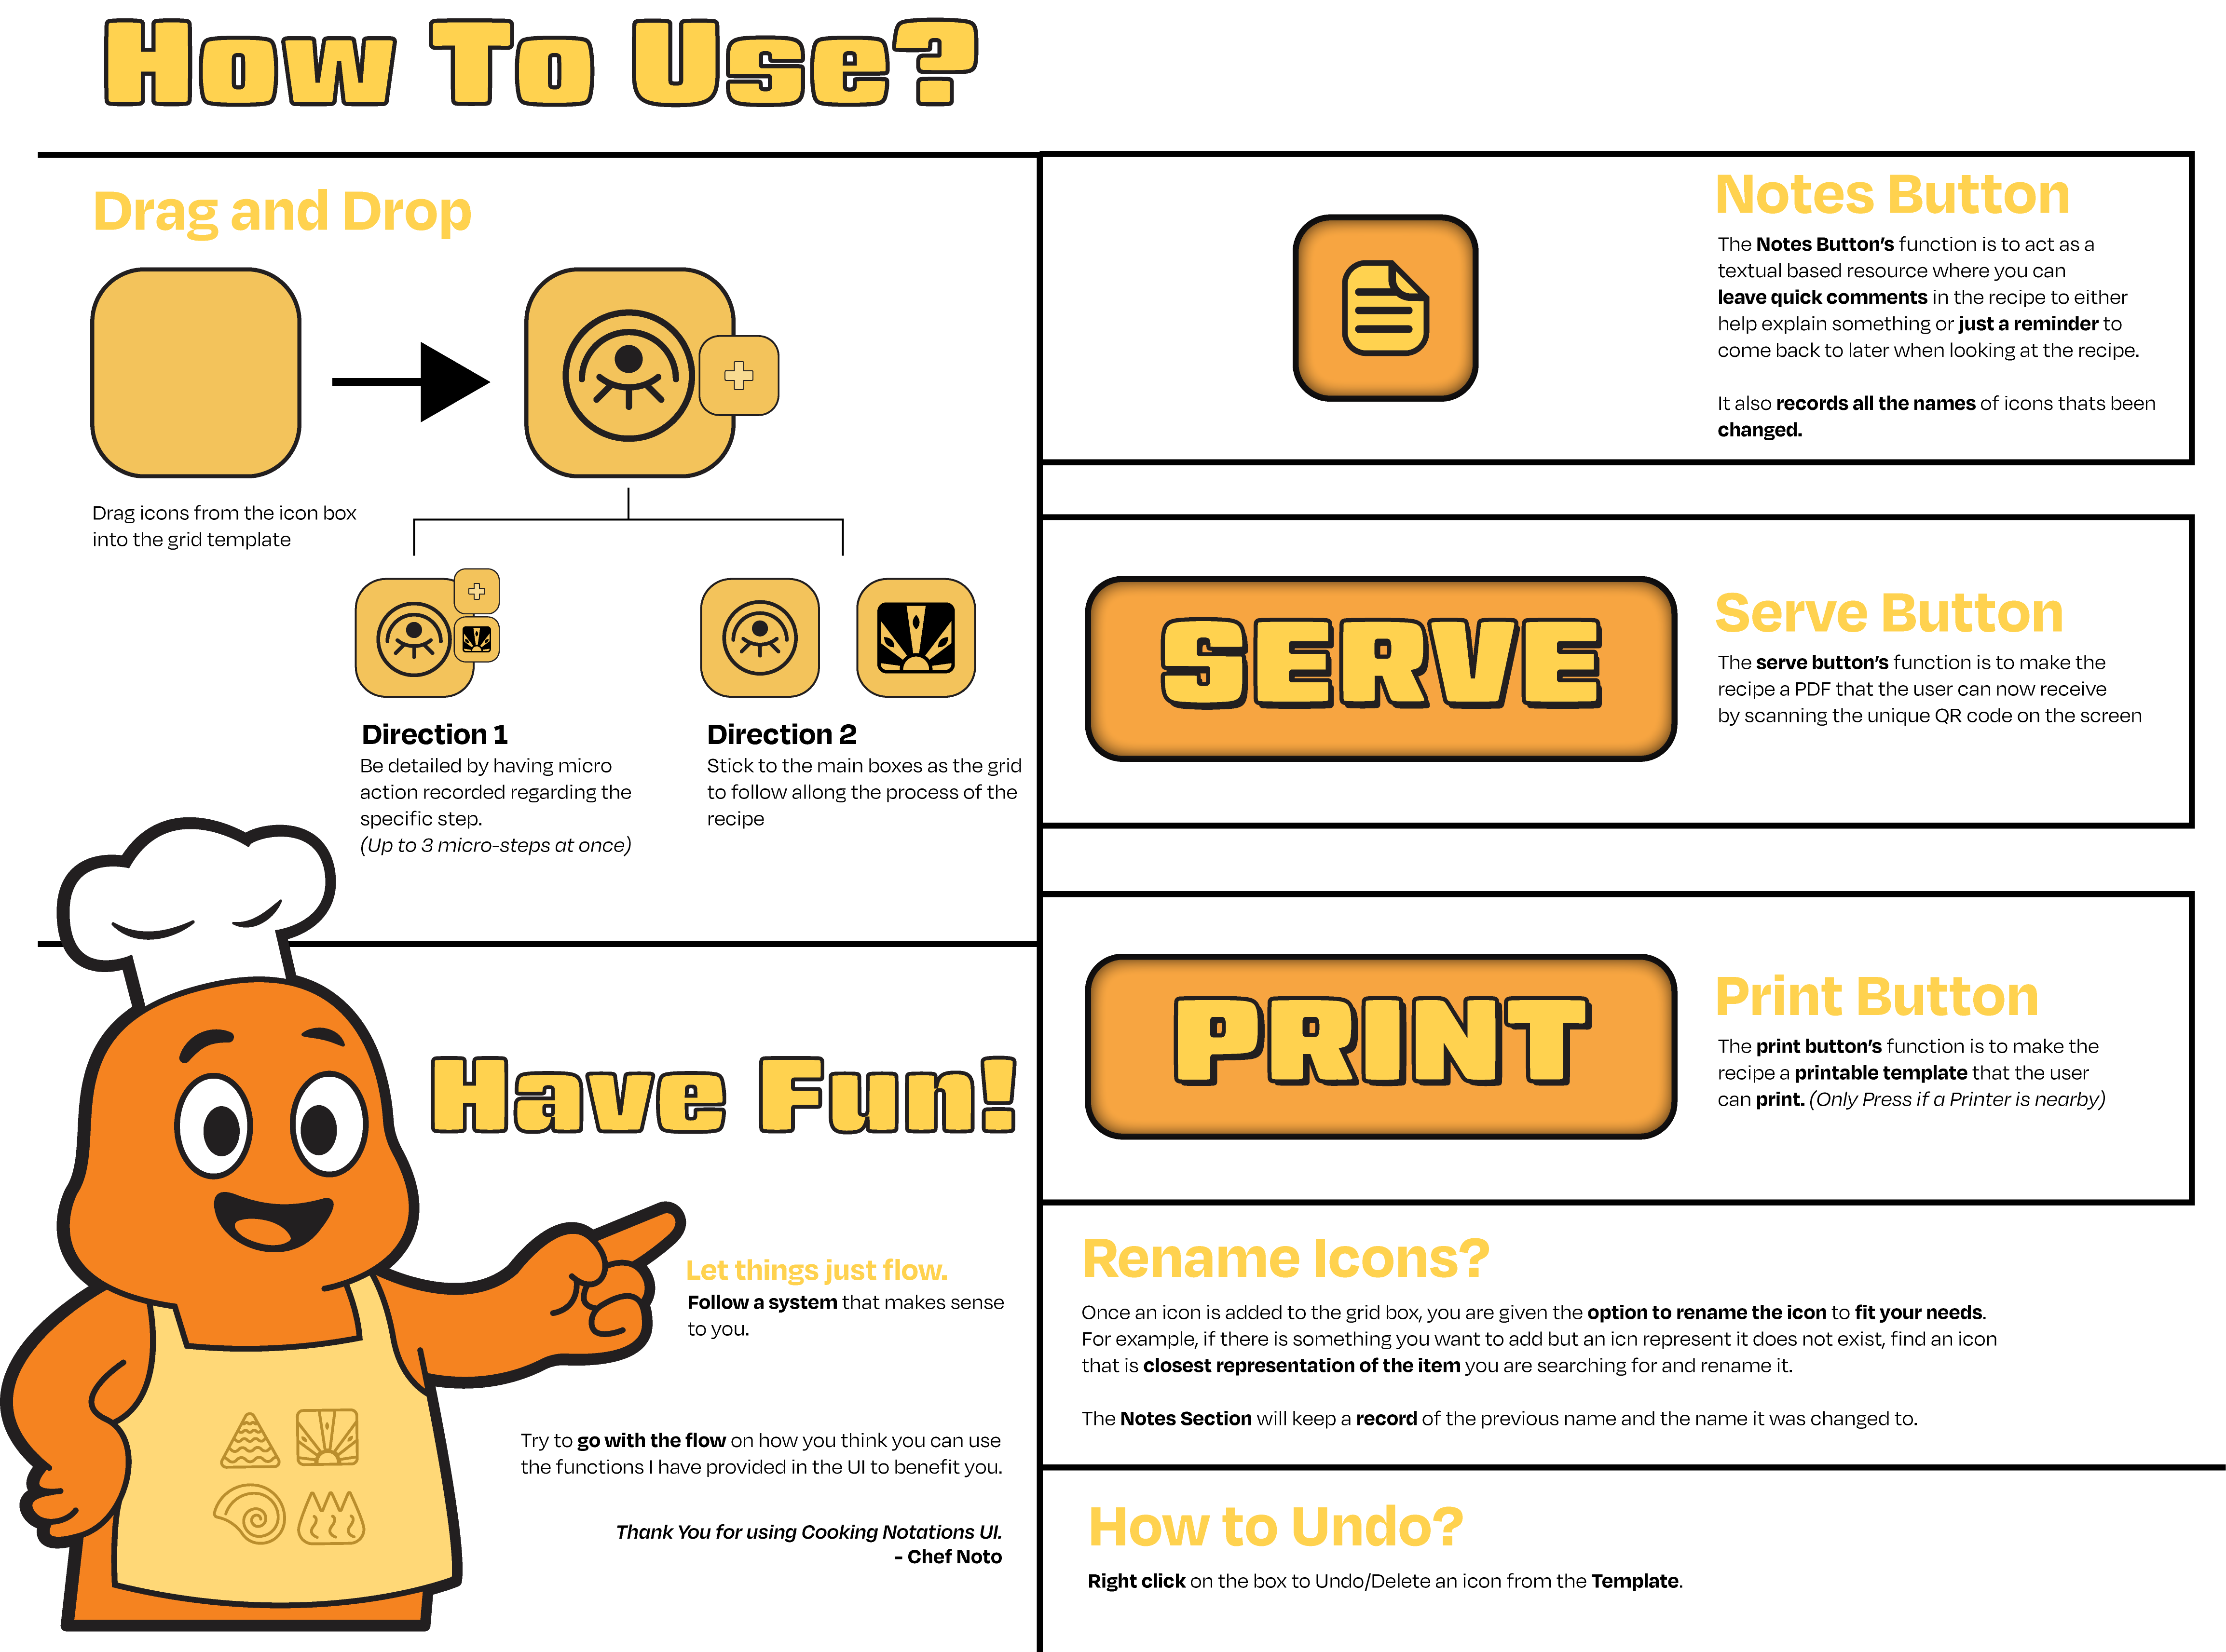 How To Use?
Drag and Drop
Drag icons from the icon box
into the grid template
Direction 1
Be detailed by having micro
action recorded regarding the
specific step.
(Up to 3 micro-steps at once)
Direction 2
Stick to the main boxes as the grid
to follow allong the process of the
recipe
Have Fun!
Let things just flow.
Follow a system that makes sense
to you.
Try to go with the flow on how you think you can use
the functions I have provided in the UI to benefit you.
Thank You for using Cooking Notations UI.
- Chef Noto
Notes Button
The Notes Button's function is to act as a
textual based resource where you can
leave quick comments in the recipe to either
help explain something or just a reminder to
come back to later when looking at the recipe.
It also records all the names of icons thats been
changed.
SERVE
Serve Button
The serve button's function is to make the
recipe a PDF that the user can now receive
by scanning the unique QR code on the screen
PRINT
Print Button
The print button's function is to make the
recipe a printable template that the user
can print. (Only Press if a Printer is nearby)
Rename Icons?
Once an icon is added to the grid box, you are given the option to rename the icon to fit your needs.
For example, if there is something you want to add but an icn represent it does not exist, find an icon
that is closest representation of the item you are searching for and rename it.
The Notes Section will keep a record of the previous name and the name it was changed to.
How to Undo?
Right click on the box to Undo/Delete an icon from the Template.